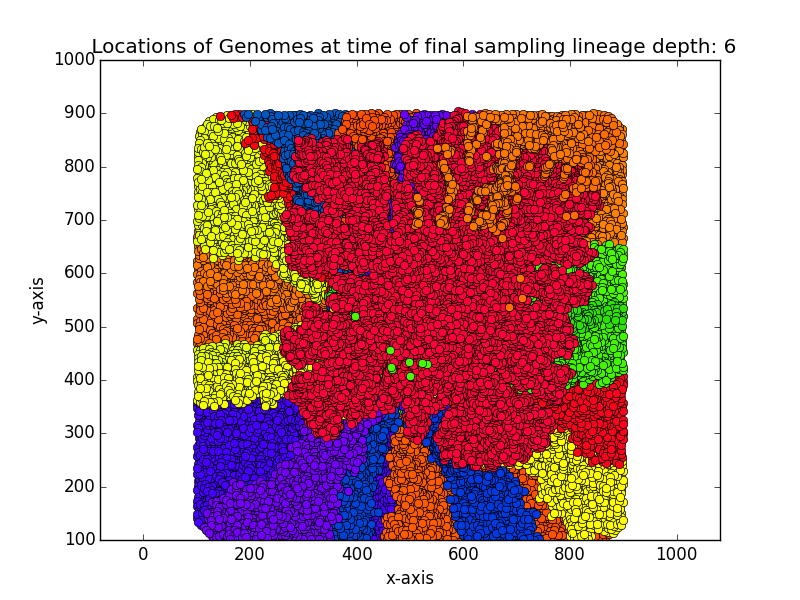 Locations of Genomes at time of final sampling lineage depth: 6
1000
900
800
700
600
500
400
300
200
100
y-axis
0 200 400 600 800 1000
x-axis